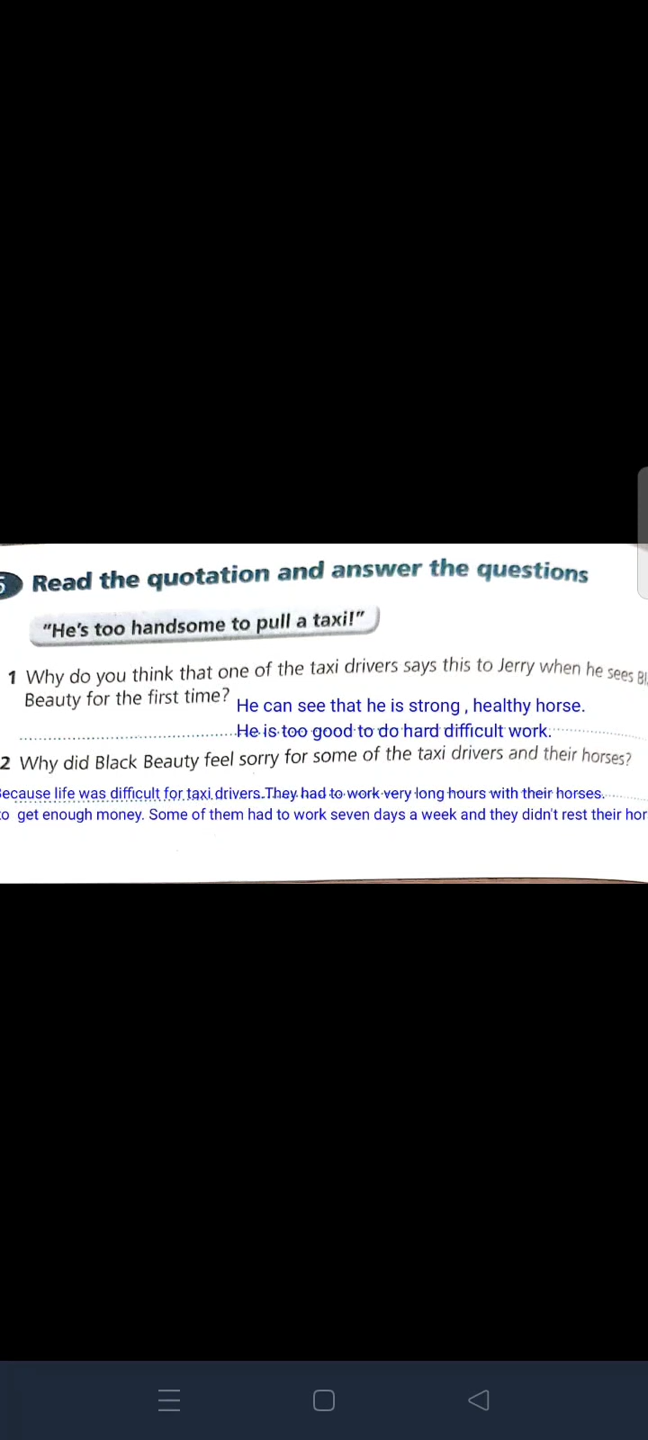 5 Read the quotation and answer the questions
"He's too handsome to pull a taxi!"
1 Why do you think that one of the taxi drivers says this to Jerry when he sees Bl
Beauty for the first time? He can see that he is strong , healthy horse.
He is too good to do hard difficult work.
2 Why did Black Beauty feel sorry for some of the taxi drivers and their horses?
Because life was difficult for taxi drivers.They had to work very long hours with their horses.
to get enough money. Some of them had to work seven days a week and they didn't rest their hor